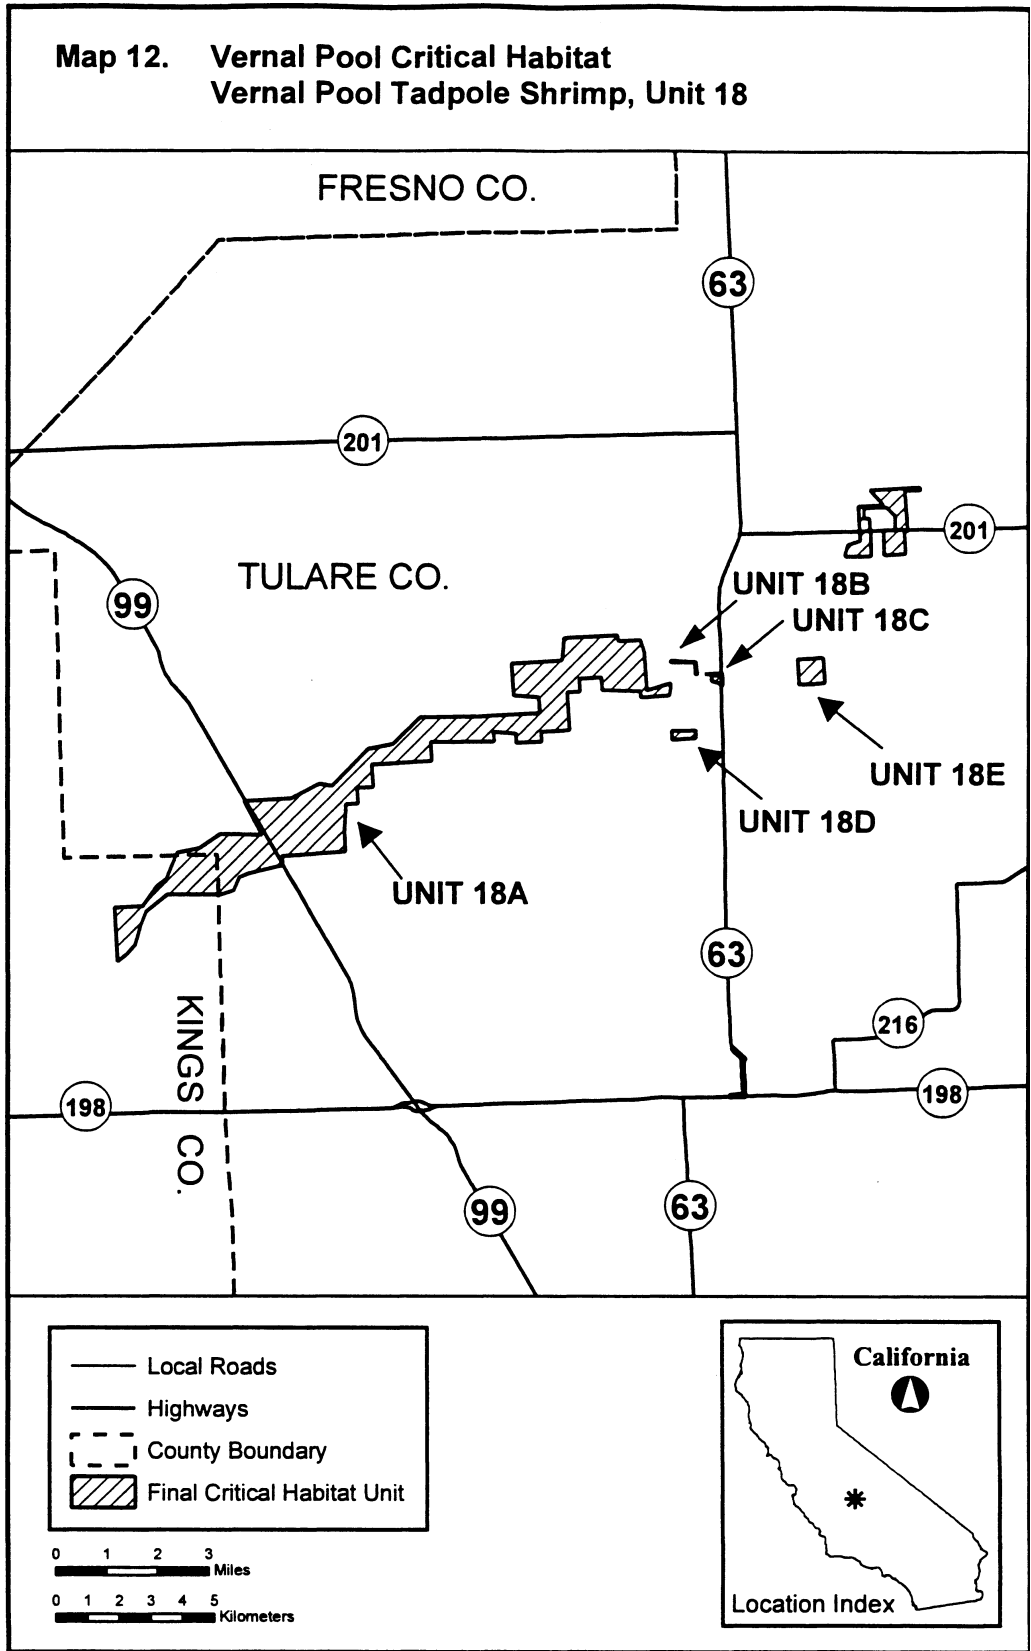 Map 12. Vernal Pool Critical Habitat
Vernal Pool Tadpole Shrimp, Unit 18
FRESNO CO.
63
201
201
TULARE CO.
99
UNIT 18B
UNIT 18C
UNIT 18E
UNIT 18D
UNIT 18A
63
KINGS CO.
216
198
198
99
63
Local Roads
Highways
County Boundary
Final Critical Habitat Unit
0 1 2 3
Miles
0 1 2 3 4 5
Kilometers
California
Location Index